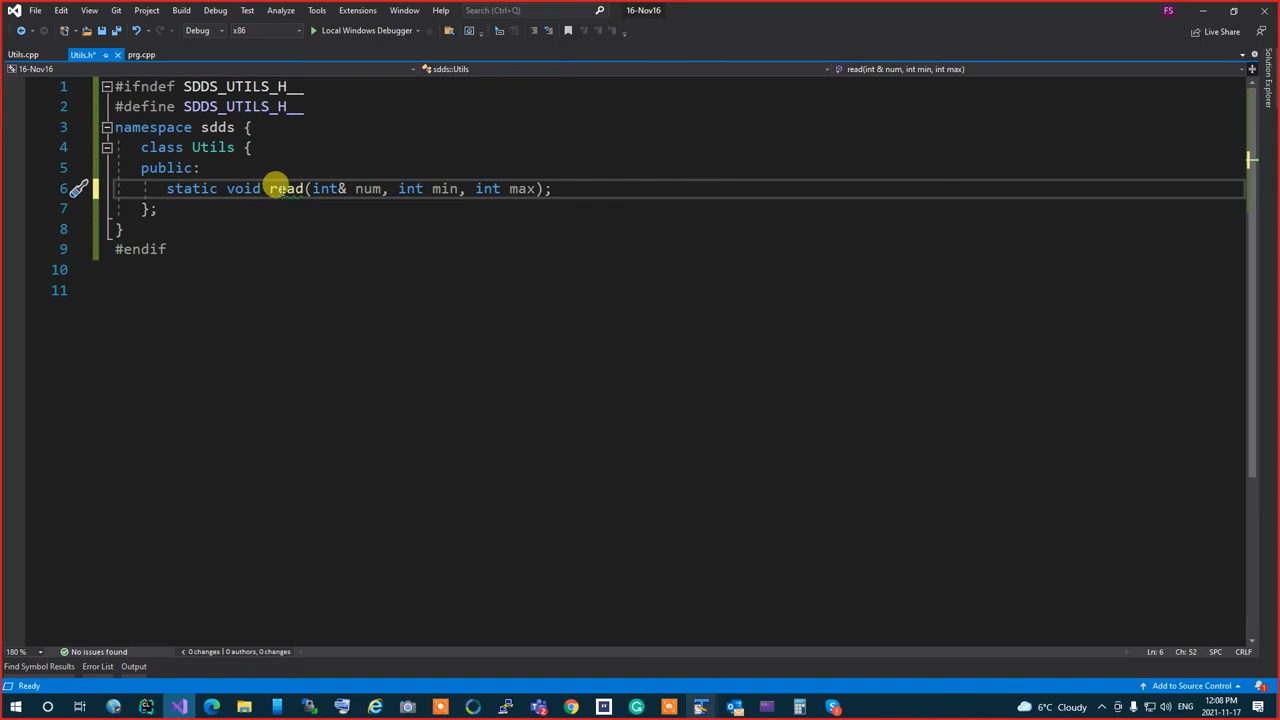 File Edit View Git Project Build Debug Test Analyze Tools Extensions Window Help Search (Ctrl+Q) 16-Nov16 FS
Debug x86 Local Windows Debugger Live Share
Utils.cpp Utils.h* prg.cpp
16-Nov16 sdds::Utils read(int & num, int min, int max)
Solution Explorer
1 #ifndef SDDS_UTILS_H__
2 #define SDDS_UTILS_H__
3 namespace sdds {
4 class Utils {
5 public:
6 static void read(int& num, int min, int max);
7 };
8 }
9 #endif
10
11
180 % No issues found 0 changes | 0 authors, 0 changes Ln: 6 Ch: 52 SPC CRLF
Find Symbol Results Error List Output
Ready Add to Source Control 1
6°C Cloudy ENG 12:08 PM
2021-11-17